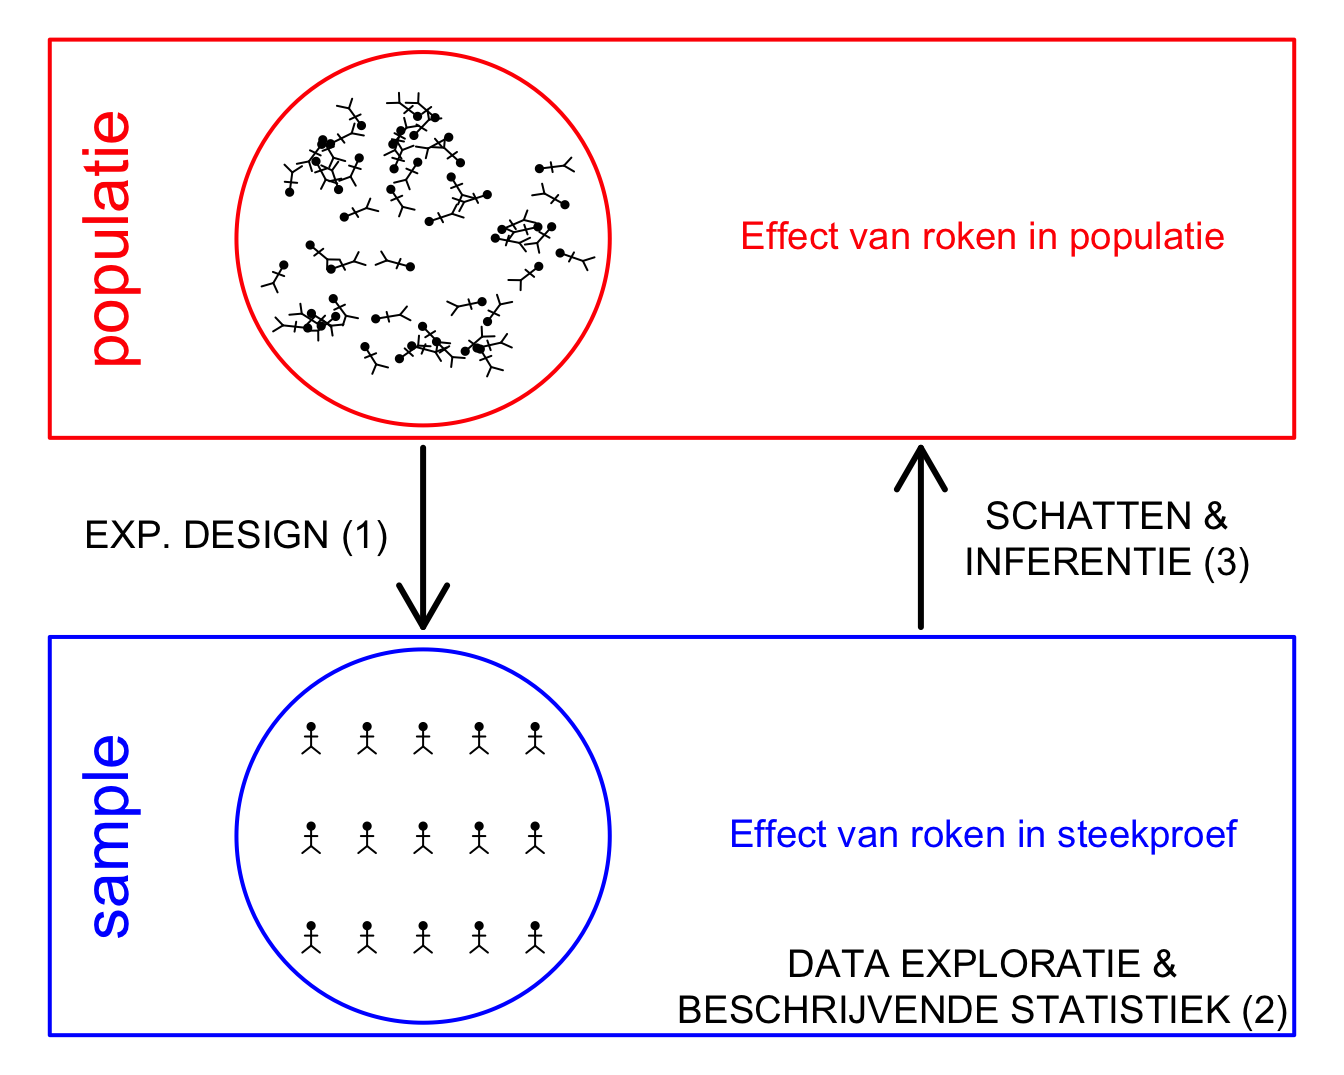 populatie
Effect van roken in populatie
EXP. DESIGN (1)
SCHATTEN &
INFERENTIE (3)
sample
Effect van roken in steekproef
DATA EXPLORATIE &
BESCHRIJVENDE STATISTIEK (2)